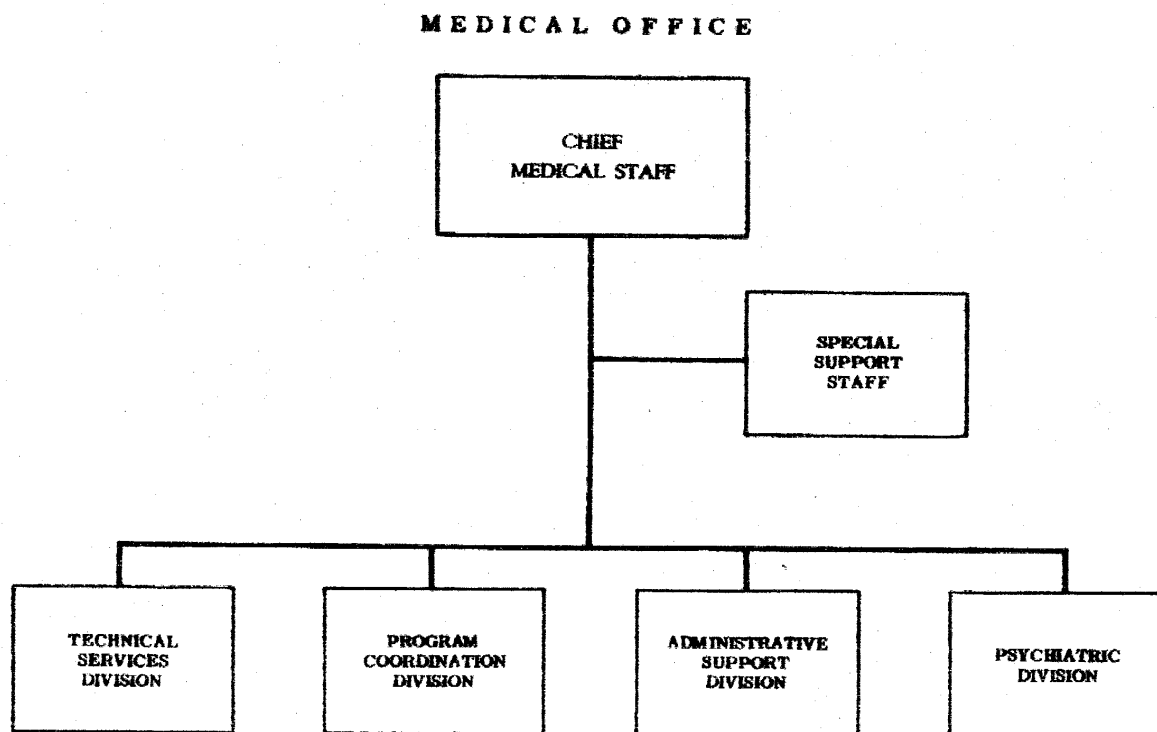 MEDICAL OFFICE
CHIEF
MEDICAL STAFF
SPECIAL
SUPPORT
STAFF
TECHNICAL
SERVICES
DIVISION
PROGRAM
COORDINATION
DIVISION
ADMINISTRATIVE
SUPPORT
DIVISION
PSYCHIATRIC
DIVISION